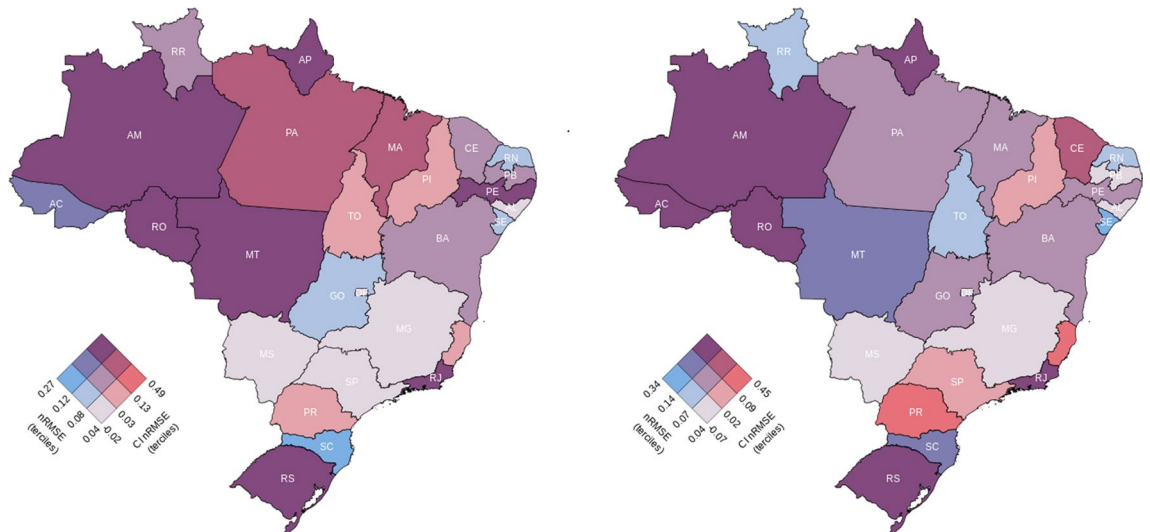 RR
AP
AM
PA
MA
CE
RN
PB
PE
PI
AC
TO
SE
RO
BA
MT
GO
MG
MS
SP
RJ
PR
SC
RS
0.27
0.12
0.08
0.04
nRMSE
(terciles)
0.49
0.13
0.03
-0.02
CI nRMSE
(terciles)
RR
AP
AM
PA
MA
CE
RN
PB
PE
PI
AC
TO
SE
RO
BA
MT
GO
MG
MS
SP
RJ
PR
SC
RS
0.34
0.14
0.07
0.04
nRMSE
(terciles)
0.45
0.09
0.02
-0.07
CI nRMSE
(terciles)